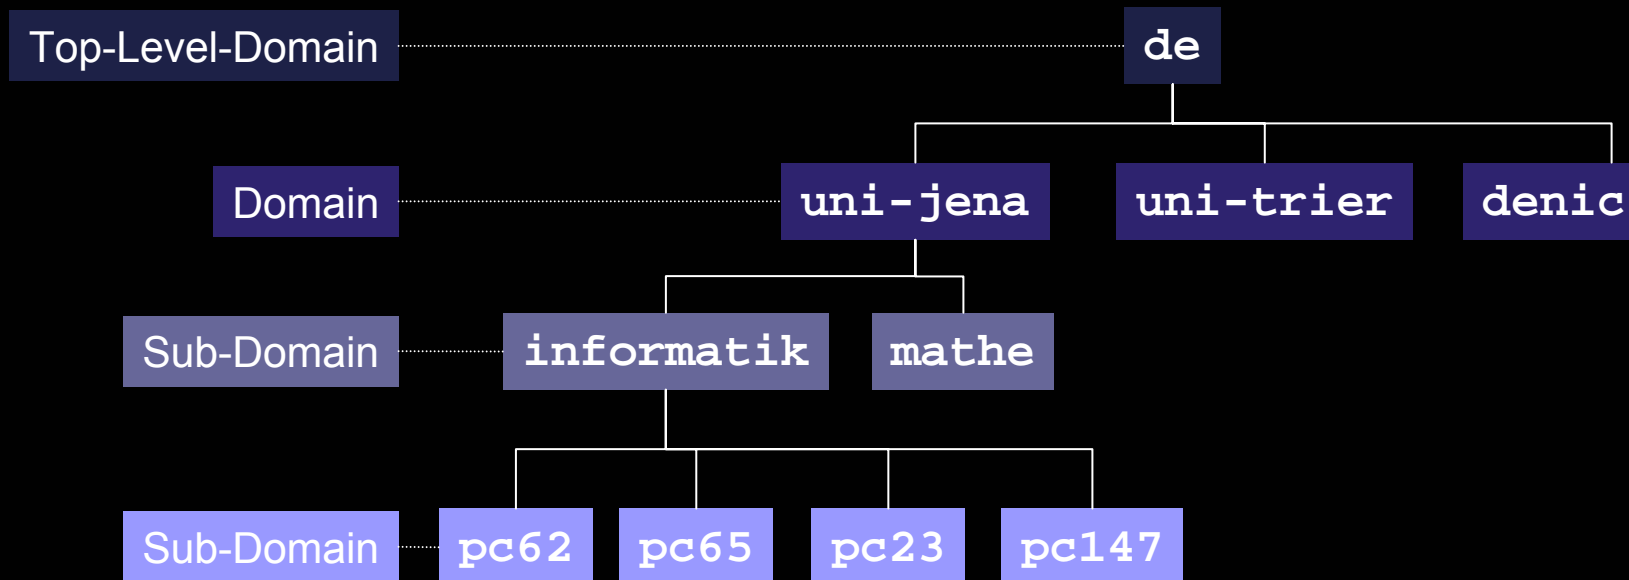 Top-Level-Domain de
Domain uni-jena uni-trier denic
Sub-Domain informatik mathe
Sub-Domain pc62 pc65 pc23 pc147